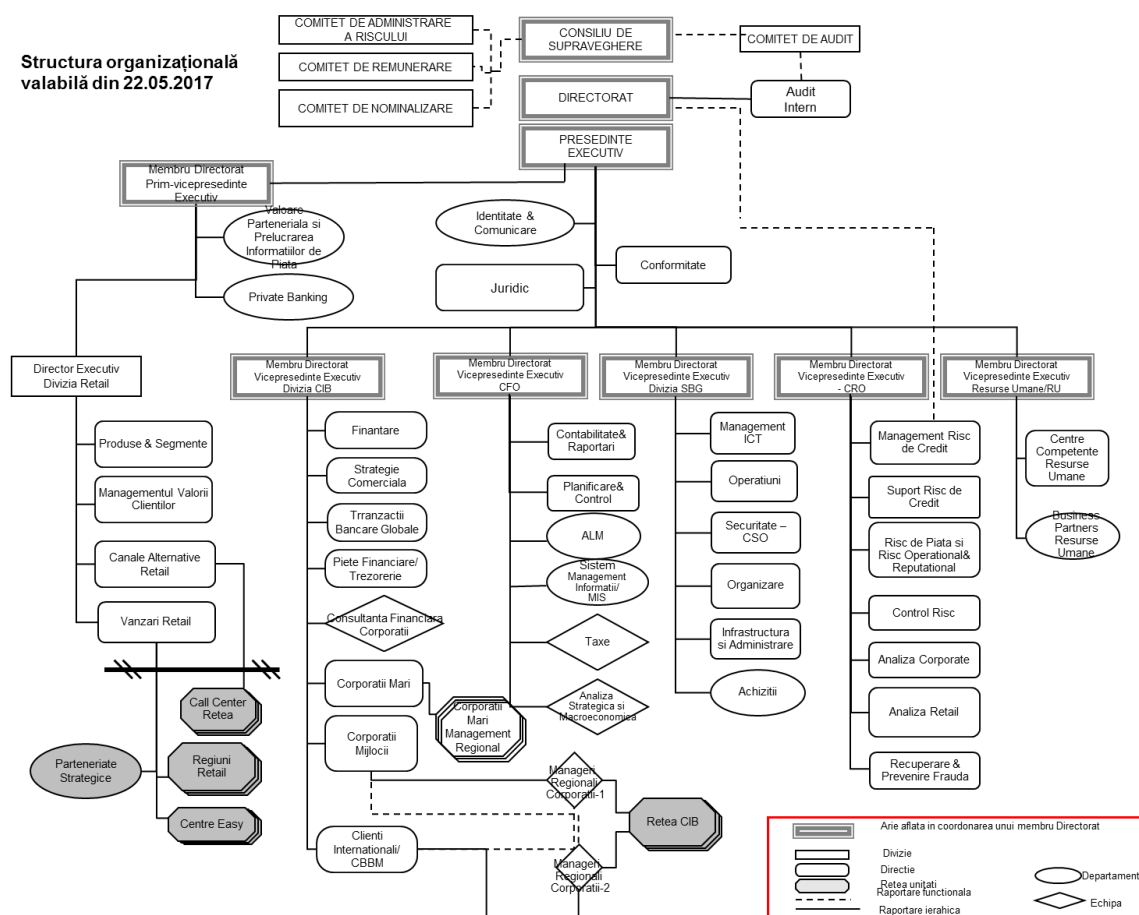 Structura organizațională
valabilă din 22.05.2017
COMITET DE ADMINISTRARE
A RISCULUI
COMITET DE REMUNERARE
COMITET DE NOMINALIZARE
CONSILIU DE
SUPRAVEGHERE
COMITET DE AUDIT
DIRECTORAT
Audit
Intern
PRESEDINTE
EXECUTIV
Membru Directorat
Prim-vicepresedinte
Executiv
Valoare
Parteneriala si
Prelucrarea
Informatiilor de
Piata
Private Banking
Identitate &
Comunicare
Conformitate
Juridic
Director Executiv
Divizia Retail
Membru Directorat
Vicepresedinte Executiv
Divizia CIB
Membru Directorat
Vicepresedinte Executiv
CFO
Membru Directorat
Vicepresedinte Executiv
Divizia SBG
Membru Directorat
Vicepresedinte Executiv
- CRO
Membru Directorat
Vicepresedinte Executiv
Resurse Umane/RU
Produse & Segmente
Managementul Valorii
Clientilor
Canale Alternative
Retail
Vanzari Retail
Call Center
Retea
Parteneriate
Strategice
Regiuni
Retail
Centre Easy
Finantare
Strategie
Comerciala
Trranzactii
Bancare Globale
Piete Financiare/
Trezorerie
Consultanta Financiara
Corporatii
Corporatii Mari
Corporatii
Mijlocii
Clienti
Internationali/
CBBM
Corporatii
Mari
Management
Regional
Contabilitate&
Raportari
Planificare&
Control
ALM
Sistem
Management
Informatii/
MIS
Taxe
Analiza
Strategica si
Macroeconomica
Manageri
Regionali
Corporatii-1
Manageri
Regionali
Corporatii-2
Retea CIB
Management
ICT
Operatiuni
Securitate –
CSO
Organizare
Infrastructura
si Administrare
Achizitii
Management Risc
de Credit
Suport Risc de
Credit
Risc de Piata si
Risc Operational&
Reputational
Control Risc
Analiza Corporate
Analiza Retail
Recuperare &
Prevenire Frauda
Centre
Competente
Resurse
Umane
Business
Partners
Resurse
Umane
Arie aflata in coordonarea unui membru Directorat
Divizie
Directie
Retea unitati
Raportare functionala
Raportare ierahica
Departament
Echipa